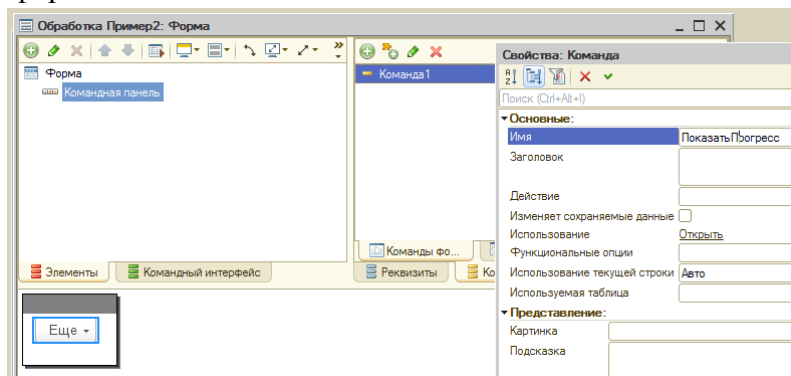 Обработка Пример2: Форма
Форма
Командная панель
Элементы
Командный интерфейс
Команда1
Команды фо...
Реквизиты
Ко
Еще
Свойства: Команда
Поиск (Ctrl+Alt+I)
Основные:
Имя ПоказатьПрогресс
Заголовок
Действие
Изменяет сохраняемые данные
Использование Открыть
Функциональные опции
Использование текущей строки Авто
Используемая таблица
Представление:
Картинка
Подсказка